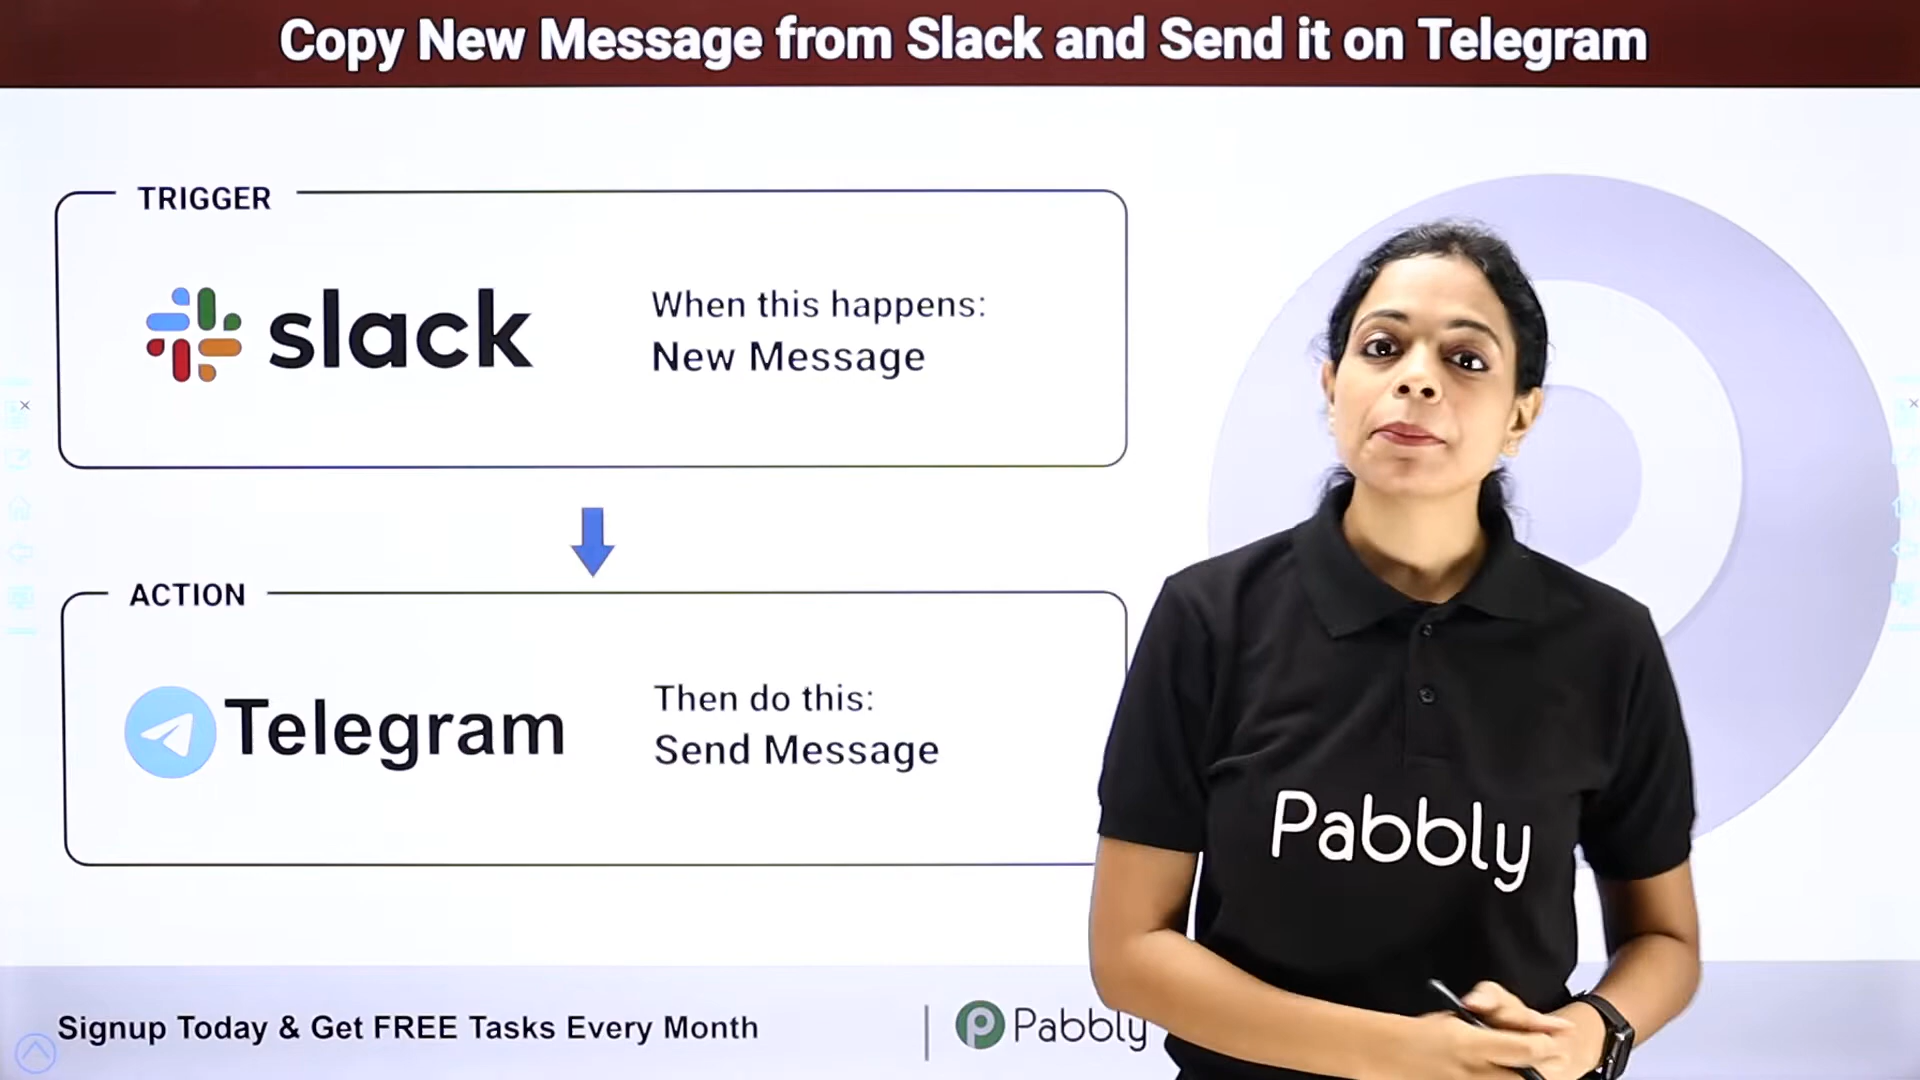 Copy New Message from Slack and Send it on Telegram
TRIGGER
slack
When this happens:
New Message
ACTION
Telegram
Then do this:
Send Message
Pabbly
Signup Today & Get FREE Tasks Every Month
Pabbly